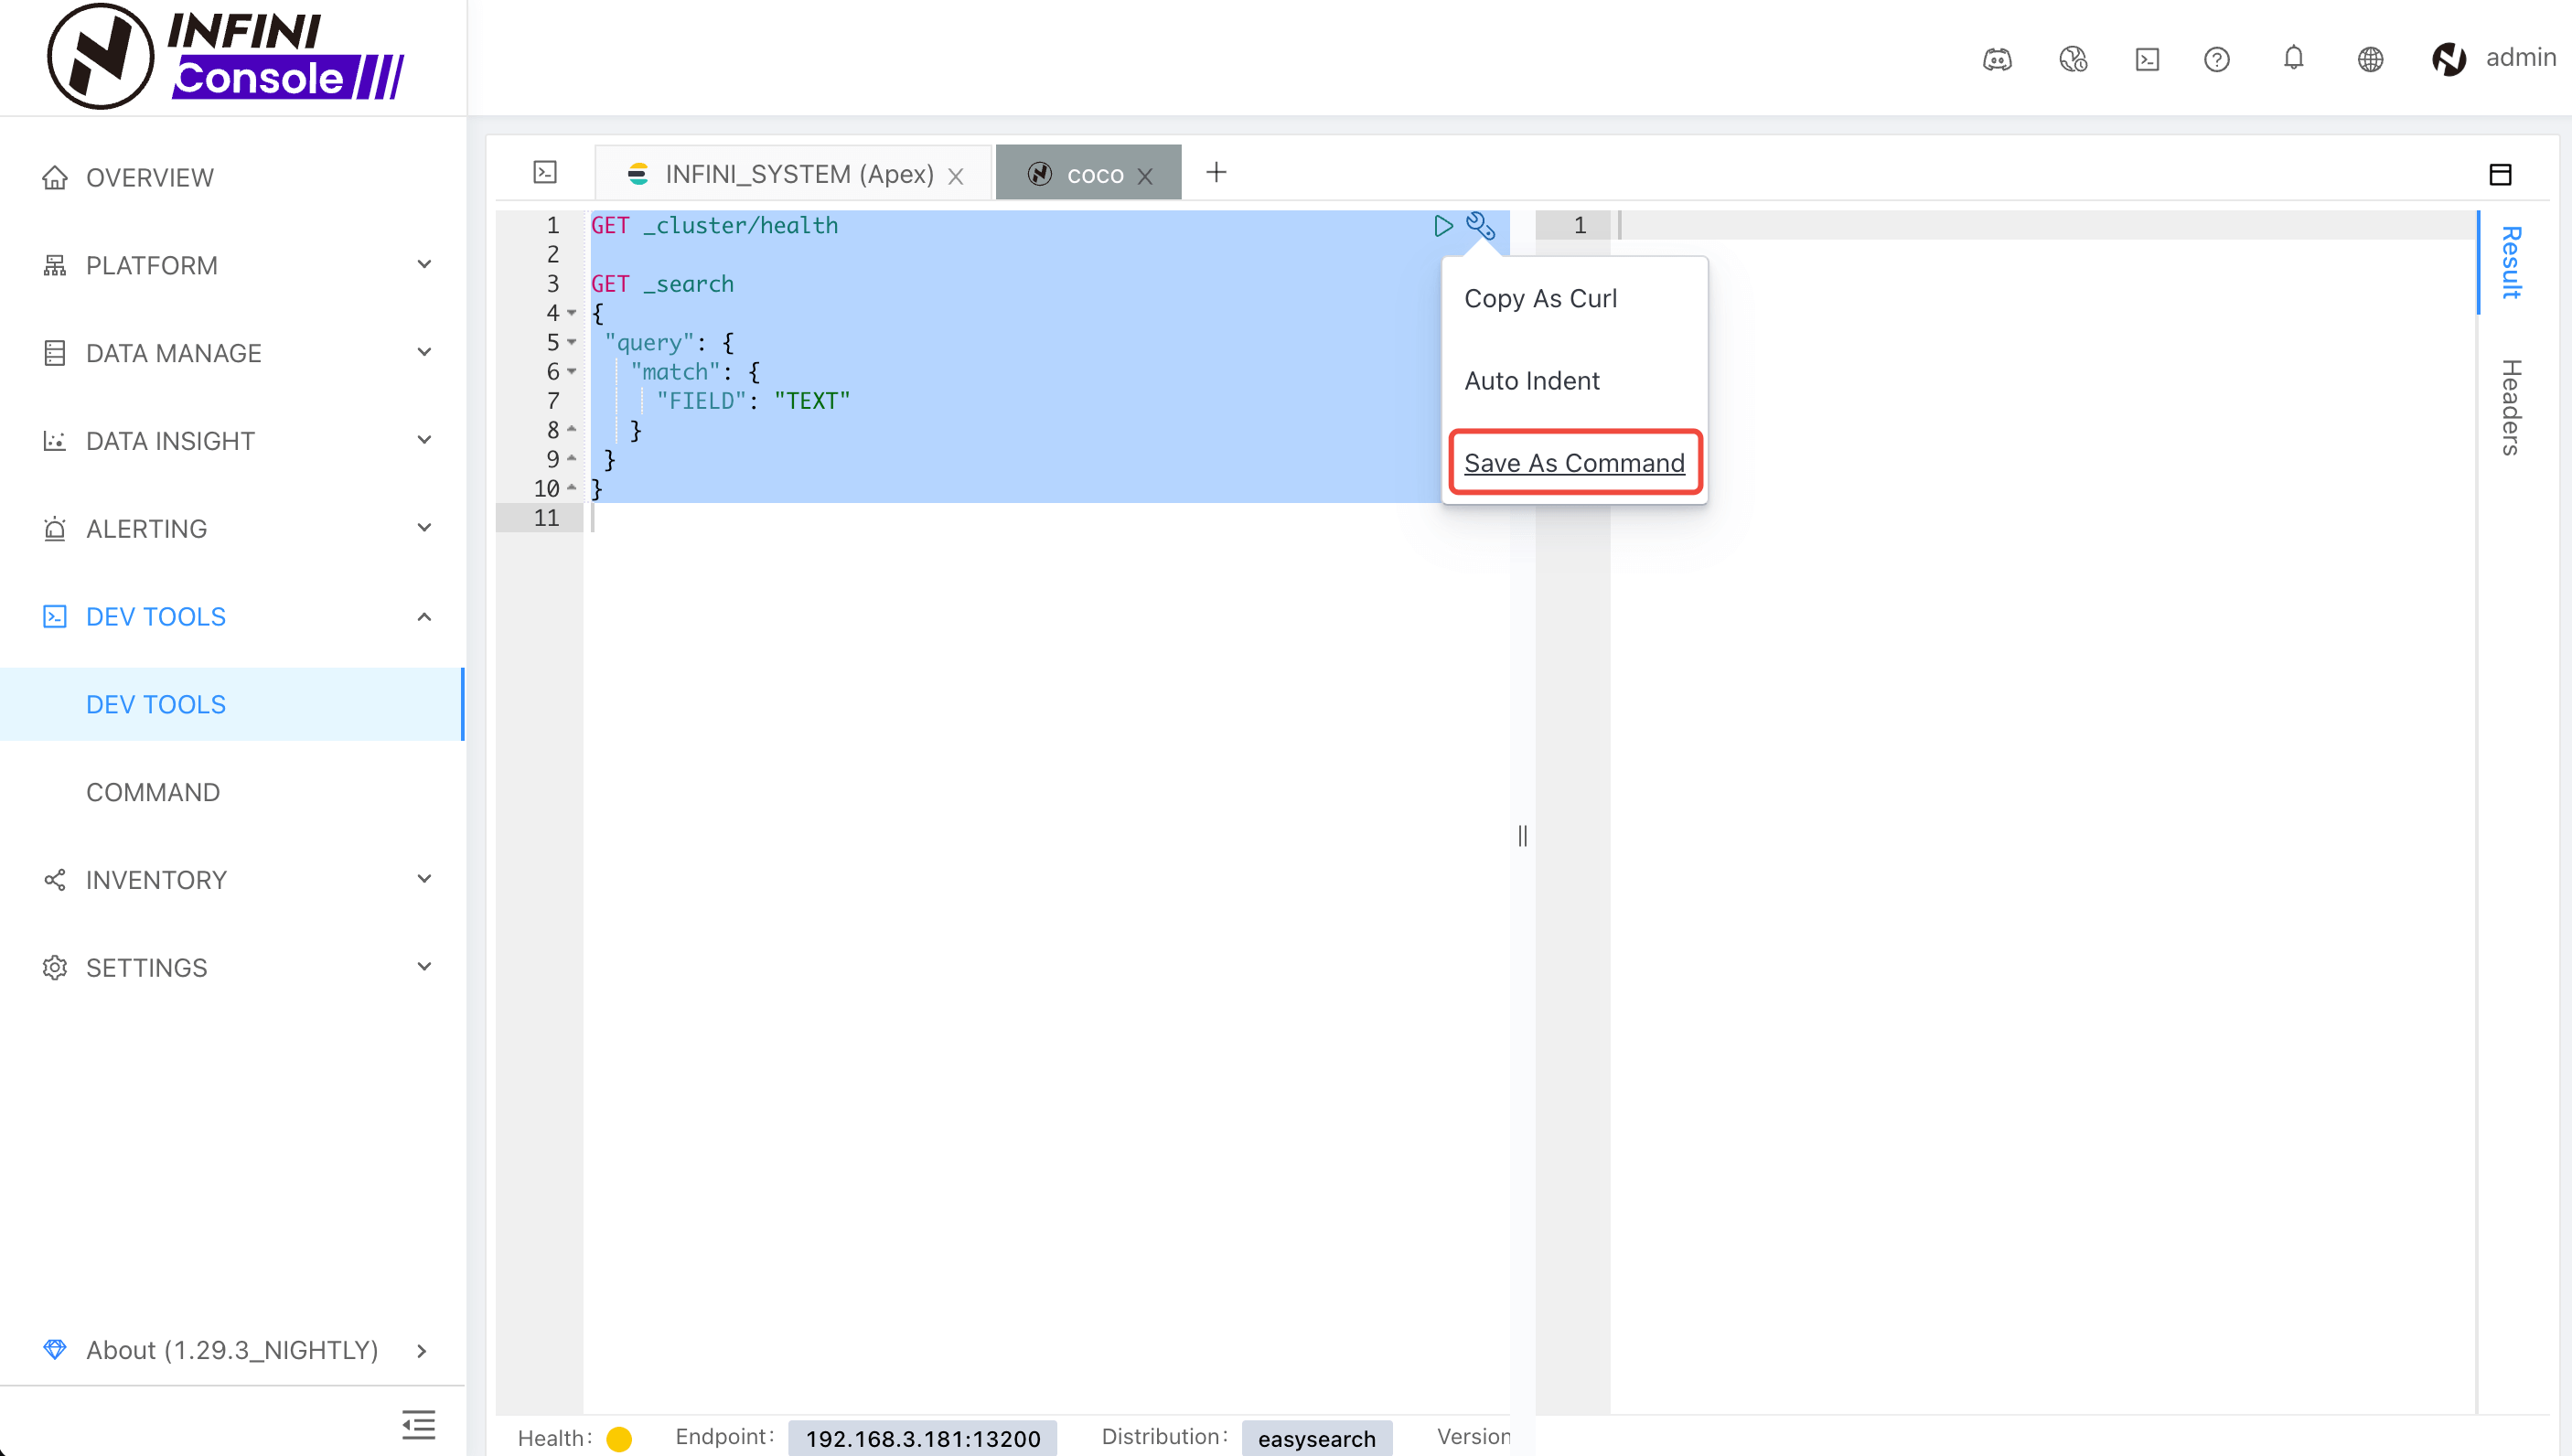 INFINI
Console
admin
OVERVIEW
PLATFORM
DATA MANAGE
DATA INSIGHT
ALERTING
DEV TOOLS
DEV TOOLS
COMMAND
INVENTORY
SETTINGS
About (1.29.3_NIGHTLY)
INFINI_SYSTEM (Apex)
coco
1 GET _cluster/health
2
3 GET _search
4 {
5 "query": {
6 "match": {
7 "FIELD": "TEXT"
8 }
9 }
10 }
11
Copy As Curl
Auto Indent
Save As Command
1
Result
Headers
Health: Endpoint: 192.168.3.181:13200 Distribution: easysearch Version